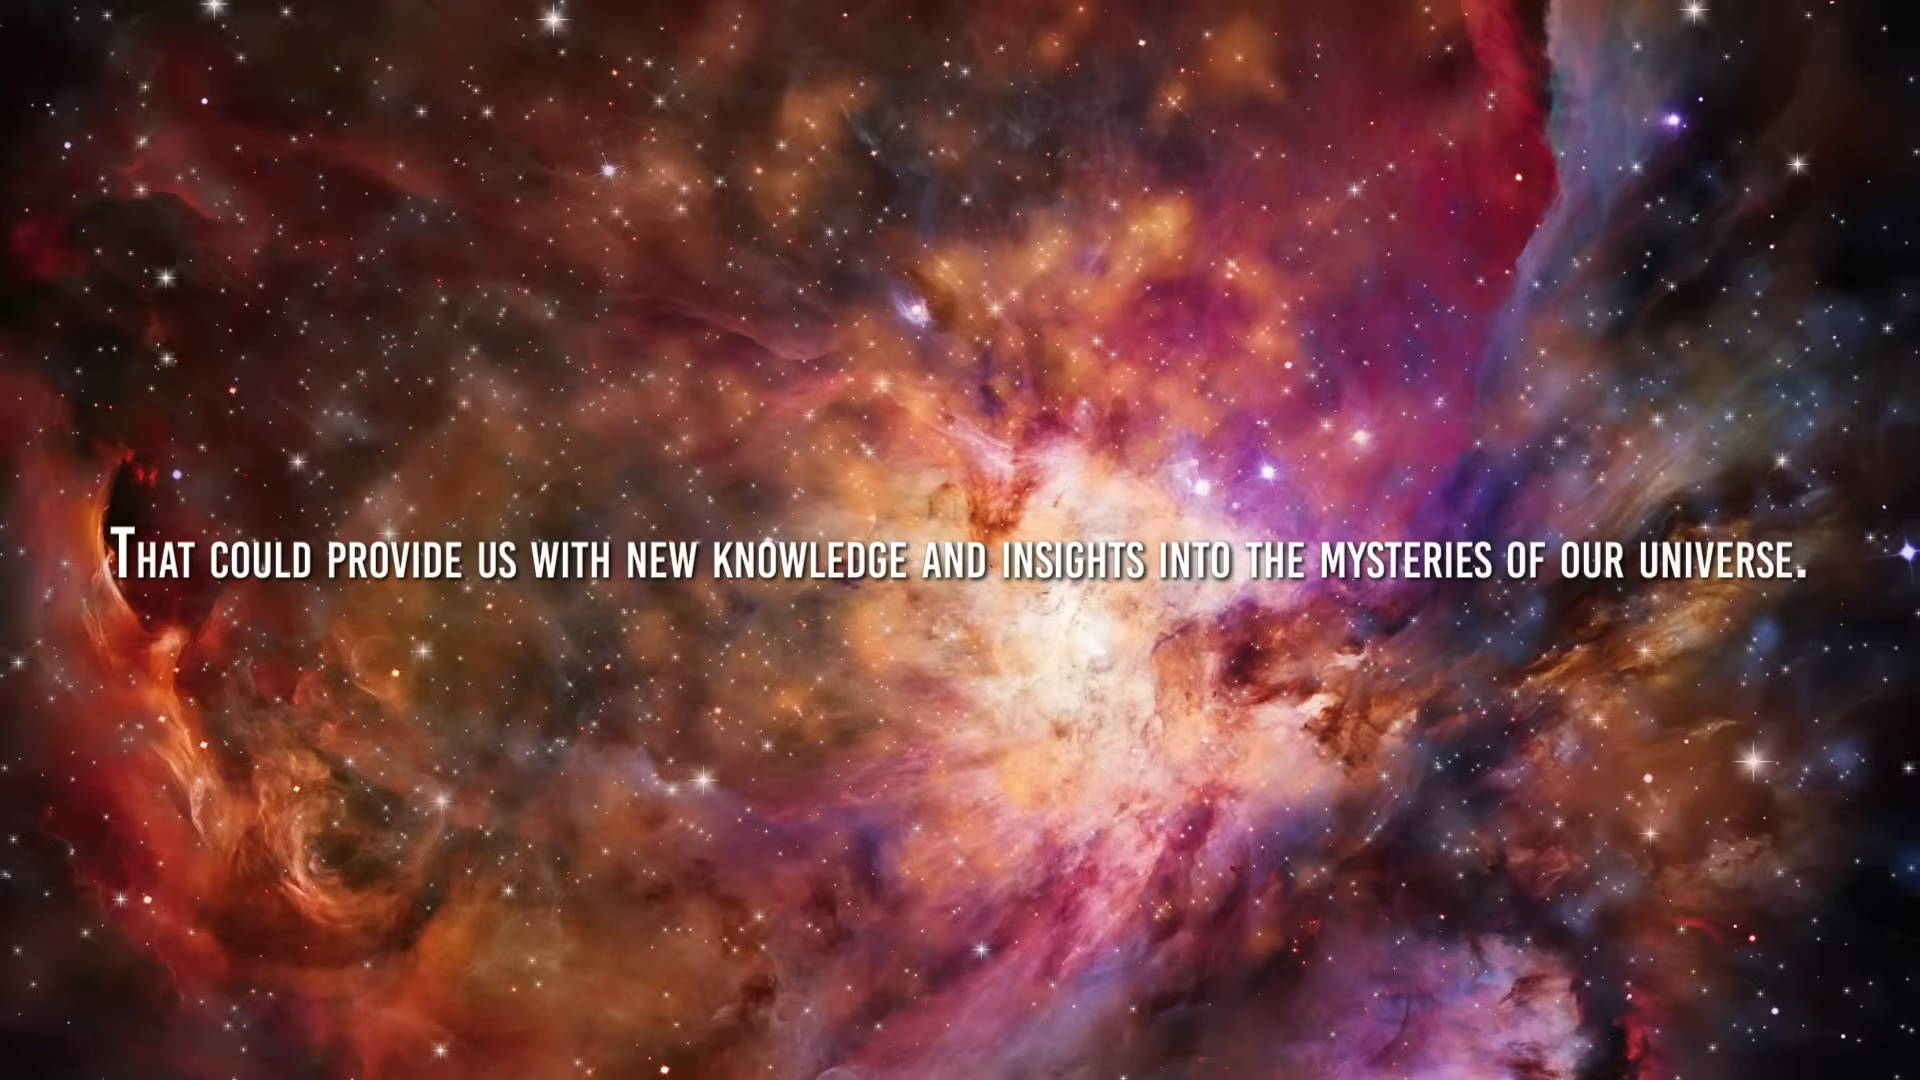 That could provide us with new knowledge and insights into the mysteries of our universe.